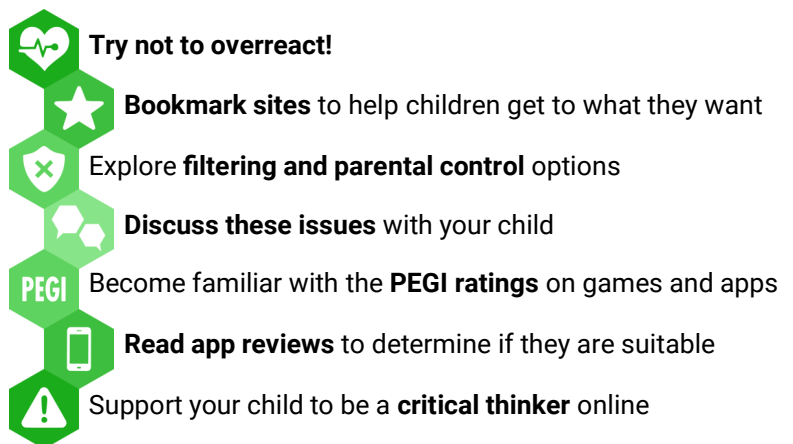 Try not to overreact!
Bookmark sites to help children get to what they want
Explore filtering and parental control options
Discuss these issues with your child
PEGI Become familiar with the PEGI ratings on games and apps
Read app reviews to determine if they are suitable
Support your child to be a critical thinker online